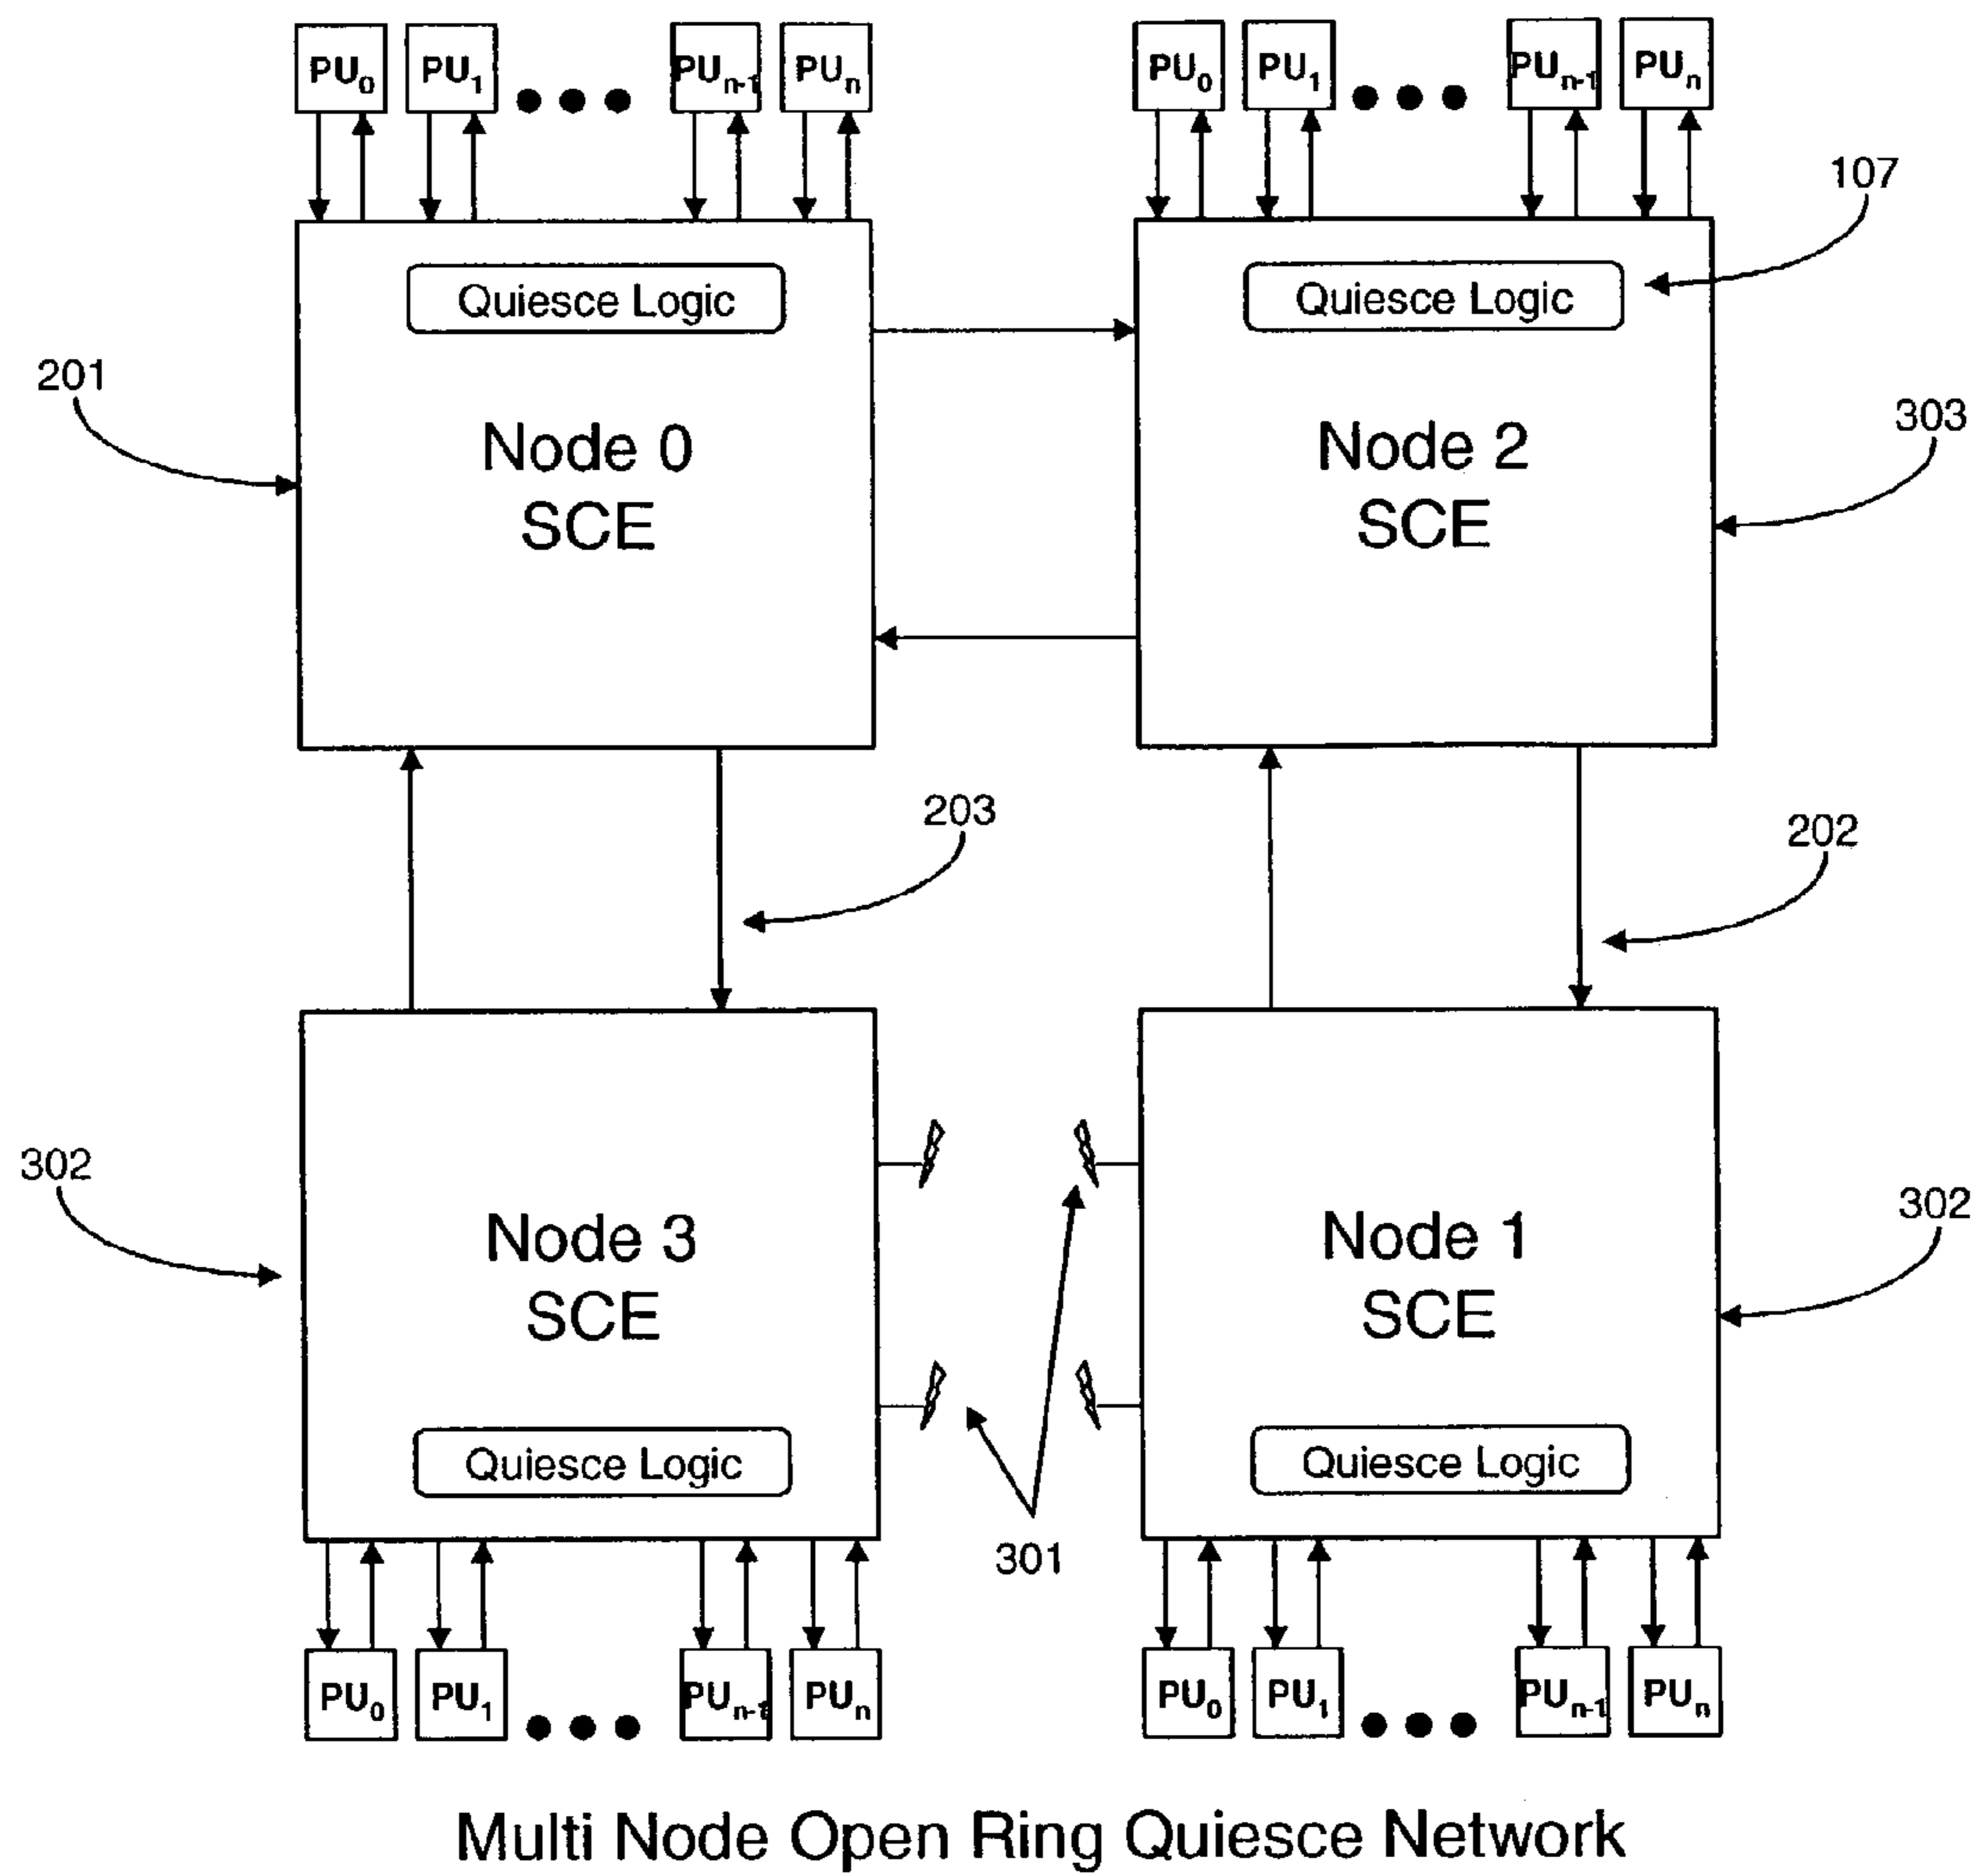 PU0 PU1 PUn-1 PUn PU0 PU1 PUn-1 PUn
107
Quiesce Logic Quiesce Logic
201
303
Node 0 Node 2
SCE SCE
203
202
302
302
Node 3 Node 1
SCE SCE
Quiesce Logic Quiesce Logic
301
PU0 PU1 PUn-1 PUn PU0 PU1 PUn-1 PUn
Multi Node Open Ring Quiesce Network